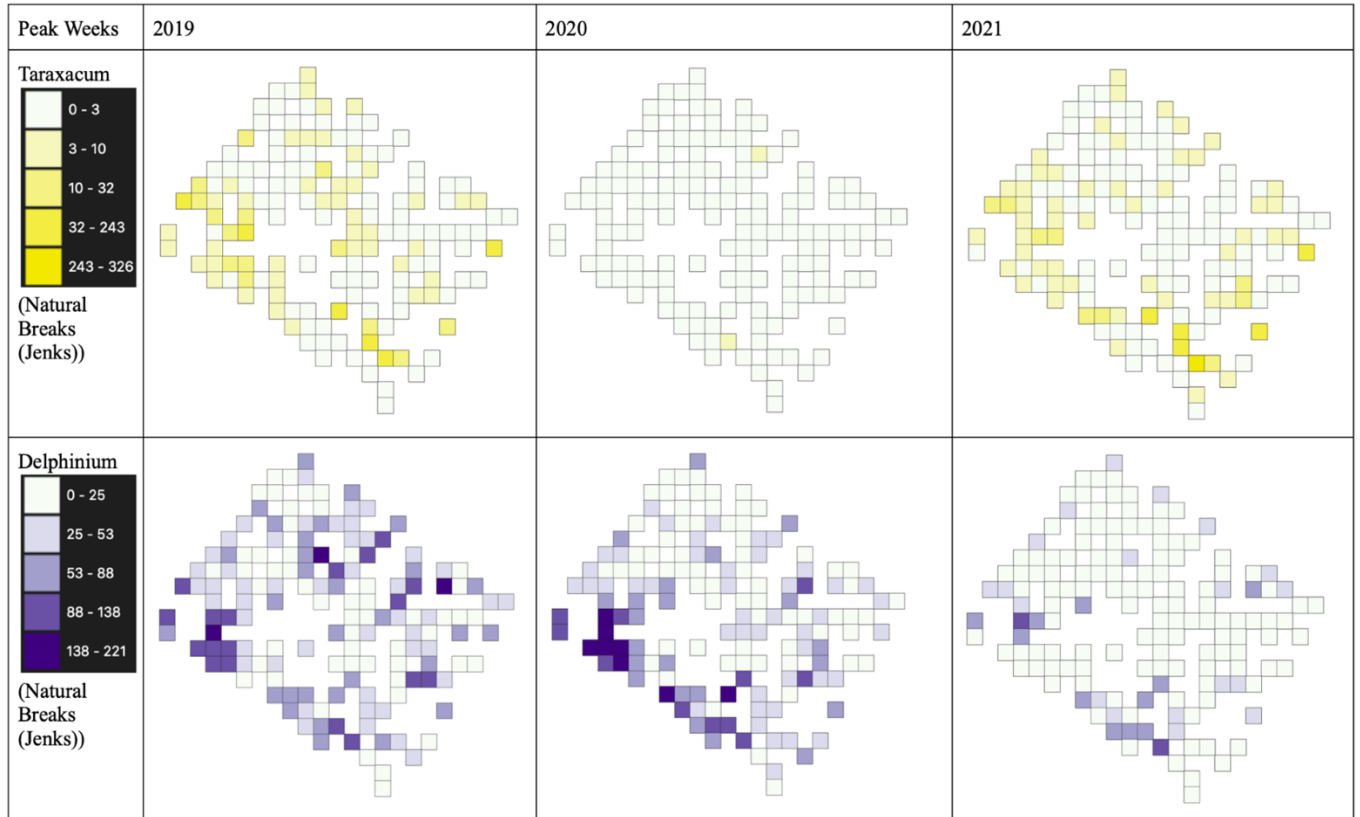 Peak Weeks
2019
2020
2021
Taraxacum
0 - 3
3 - 10
10 - 32
32 - 243
243 - 326
(Natural
Breaks
(Jenks))
Delphinium
0 - 25
25 - 53
53 - 88
88 - 138
138 - 221
(Natural
Breaks
(Jenks))